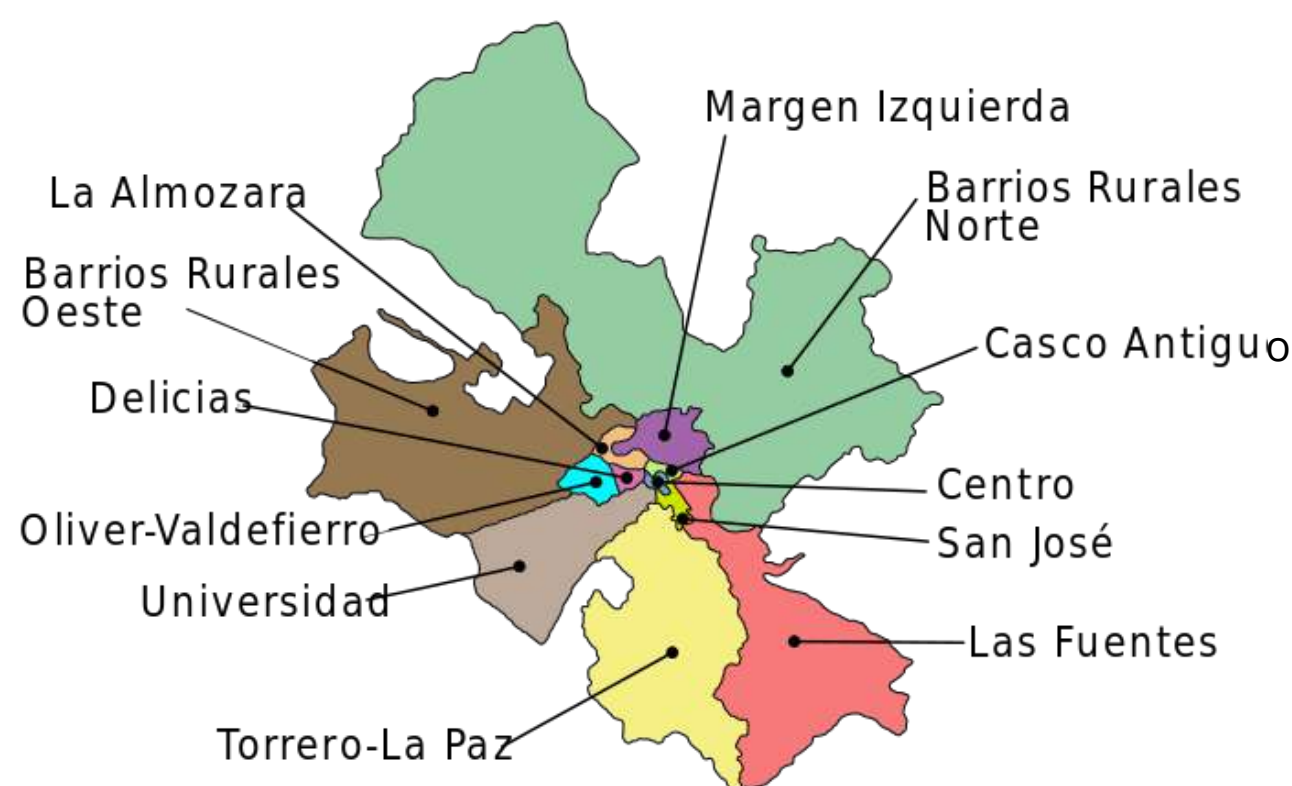 Margen Izquierda
La Almozara
Barrios Rurales
Norte
Barrios Rurales
Oeste
Casco Antiguo
Delicias
Centro
Oliver-Valdefierro
San José
Universidad
Las Fuentes
Torrero-La Paz